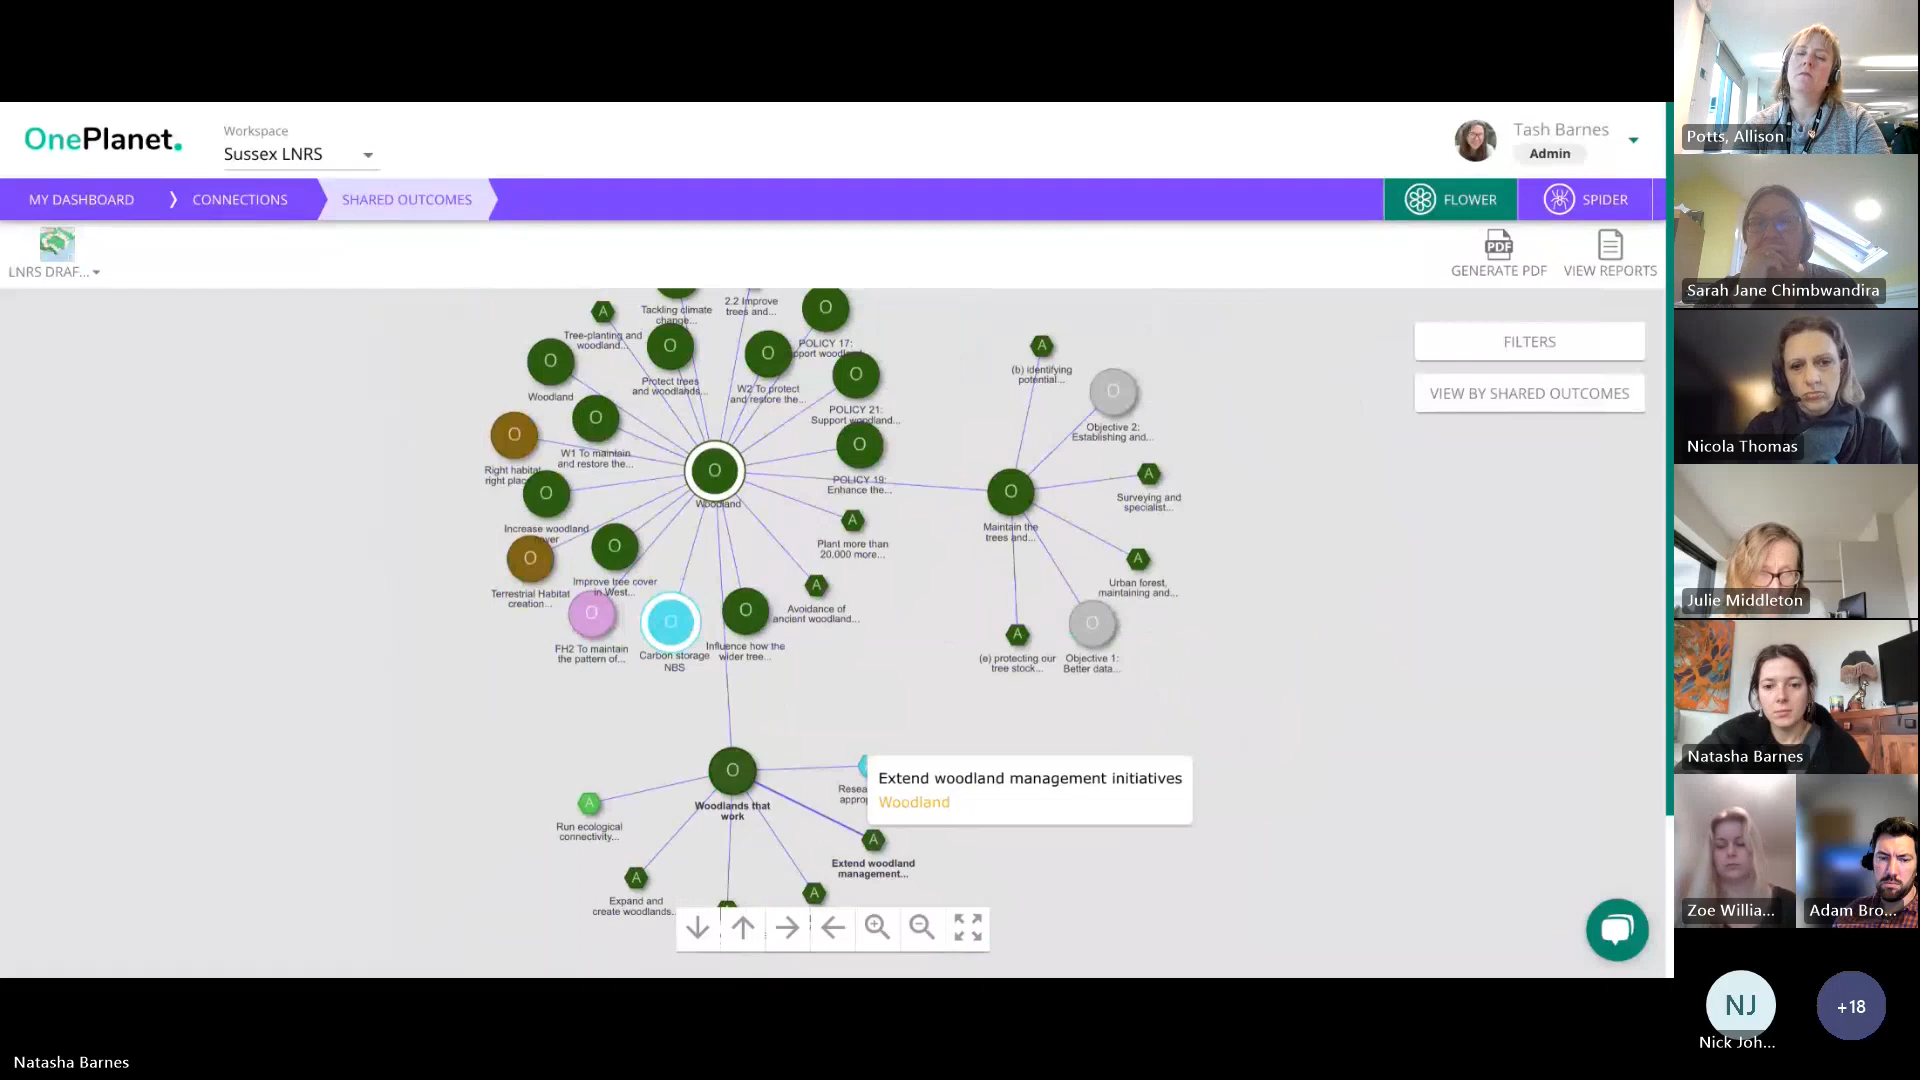 OnePlanet.
Workspace
Sussex LNRS
Tash Barnes
Admin
MY DASHBOARD
CONNECTIONS
SHARED OUTCOMES
FLOWER
SPIDER
LNRS DRAF...
PDF
GENERATE PDF
VIEW REPORTS
FILTERS
VIEW BY SHARED OUTCOMES
Tackling climate
change...
2.2 Improve
trees and...
O
A
Tree-planting and
woodland...
O
Protect trees
and woodlands...
O
W2 To protect
and restore the...
POLICY 17:
O
Woodland
O
POLICY 21:
Support woodland...
O
Right habitat
O
W1 To maintain
and restore the...
O
POLICY 19:
Enhance the...
O
Woodland
O
Increase woodland
A
Plant more than
20,000 more...
O
Terrestrial Habitat
creation...
O
Improve tree cover
in West...
A
Avoidance of
ancient woodland...
O
FH2 To maintain
the pattern of...
O
Carbon storage
NBS
O
Influence how the
wider tree...
A
(b) identifying
potential...
O
Objective 2:
Establishing and...
O
Maintain the
trees and...
A
Surveying and
specialist...
A
Urban forest,
maintaining and...
A
(e) protecting our
tree stock...
O
Objective 1:
Better data...
O
Woodlands that
work
A
Run ecological
connectivity...
A
Expand and
create woodlands...
A
A
Extend woodland
management...
Extend woodland management initiatives
Woodland
Potts, Allison
Sarah Jane Chimbwandira
Nicola Thomas
Julie Middleton
Natasha Barnes
Zoe Willia...
Adam Bro...
NJ
Nick Joh...
+18
Natasha Barnes